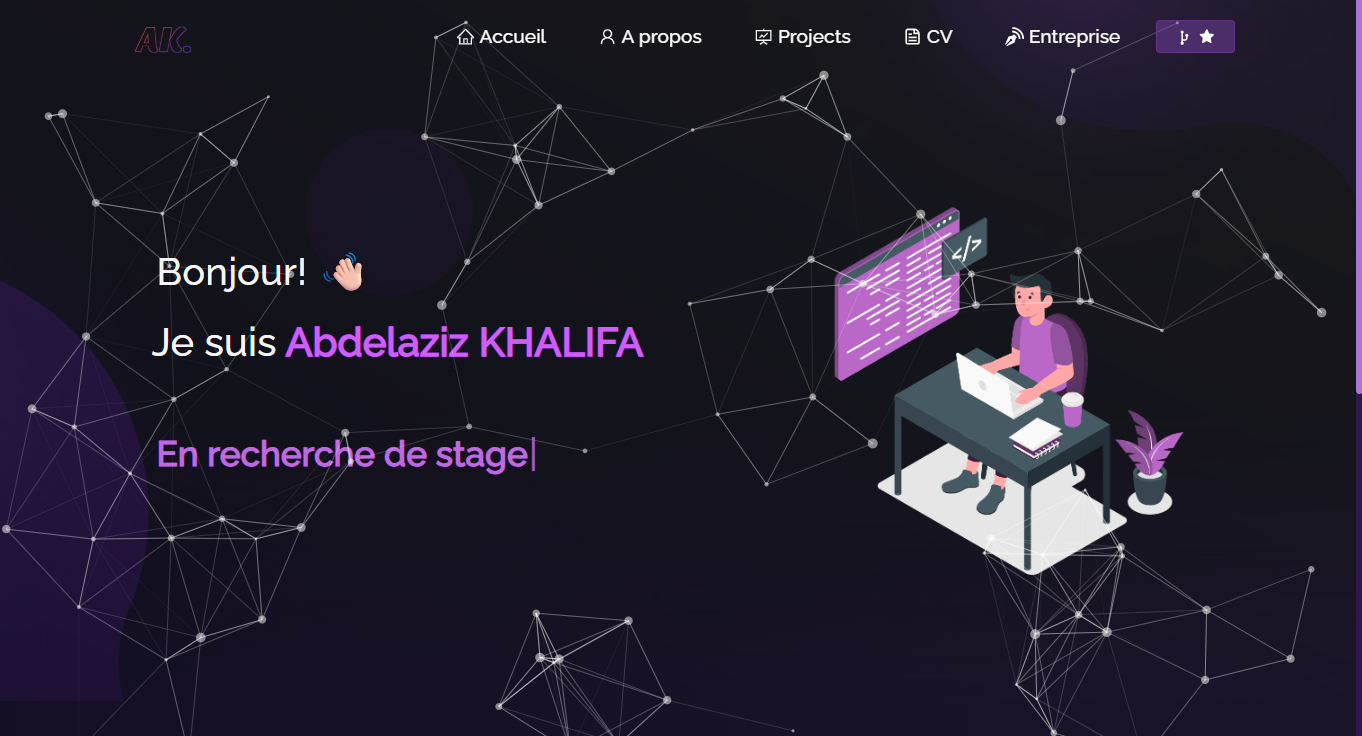 AK.
Accueil
A propos
Projects
CV
Entreprise
</>
Bonjour! 👋🏻
Je suis Abdelaziz KHALIFA
En recherche de stage|